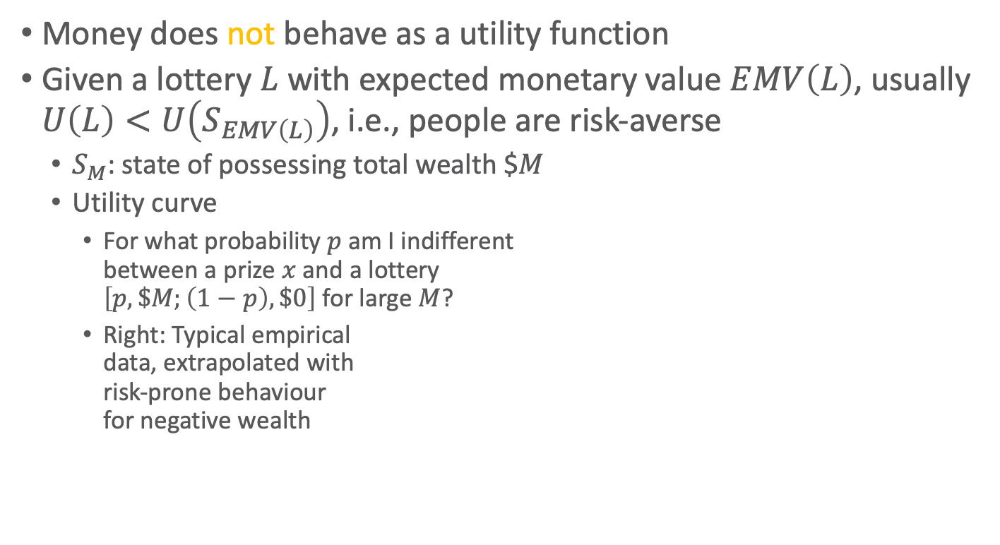 • Money does not behave as a utility function
• Given a lottery L with expected monetary value EMV(L), usually
U(L) < U(S_EMV(L)), i.e., people are risk-averse
• S_M: state of possessing total wealth $M
• Utility curve
• For what probability p am I indifferent
between a prize x and a lottery
[p, $M; (1 − p), $0] for large M?
• Right: Typical empirical
data, extrapolated with
risk-prone behaviour
for negative wealth